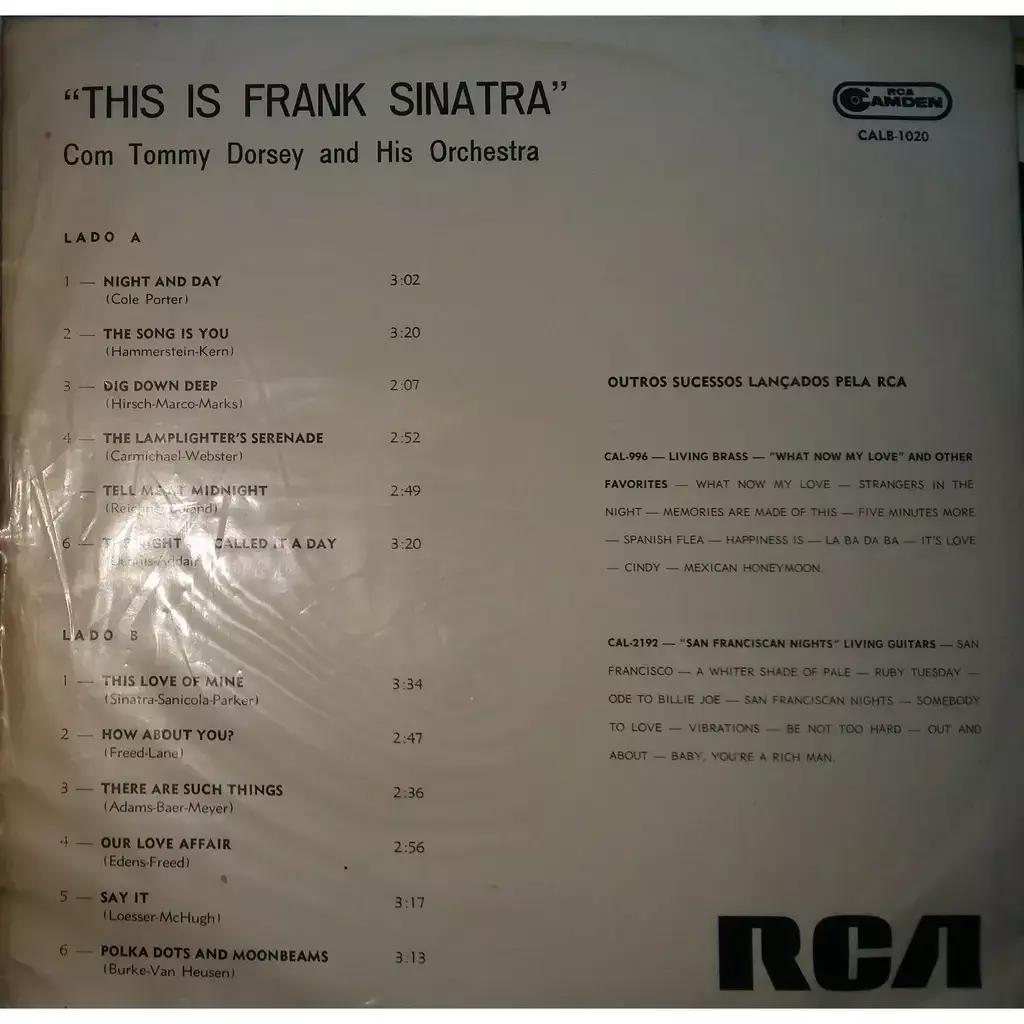 “THIS IS FRANK SINATRA”
Com Tommy Dorsey and His Orchestra
RCA
CAMDEN
CALB-1020
LADO A
1 — NIGHT AND DAY 3:02
(Cole Porter)
2 — THE SONG IS YOU 3:20
(Hammerstein-Kern)
3 — DIG DOWN DEEP 2:07
(Hirsch-Marco-Marks)
4 — THE LAMPLIGHTER'S SERENADE 2:52
(Carmichael-Webster)
— TELL MIDNIGHT 2:49
6 — CALLED IT A DAY 3:20
LADO B
1 — THIS LOVE OF MINE 3:34
(Sinatra-Sanicola-Parker)
2 — HOW ABOUT YOU? 2:47
(Freed-Lane)
3 — THERE ARE SUCH THINGS 2:36
(Adams-Baer-Meyer)
4 — OUR LOVE AFFAIR 2:56
(Edens-Freed)
5 — SAY IT 3:17
(Loesser-McHugh)
6 — POLKA DOTS AND MOONBEAMS 3:13
(Burke-Van Heusen)
OUTROS SUCESSOS LANÇADOS PELA RCA
CAL-996 — LIVING BRASS — “WHAT NOW MY LOVE” AND OTHER
FAVORITES — WHAT NOW MY LOVE — STRANGERS IN THE
NIGHT — MEMORIES ARE MADE OF THIS — FIVE MINUTES MORE
— SPANISH FLEA — HAPPINESS IS — LA BA DA BA — IT'S LOVE
— CINDY — MEXICAN HONEYMOON.
CAL-2192 — “SAN FRANCISCAN NIGHTS” LIVING GUITARS — SAN
FRANCISCO — A WHITER SHADE OF PALE — RUBY TUESDAY —
ODE TO BILLIE JOE — SAN FRANCISCAN NIGHTS — SOMEBODY
TO LOVE — VIBRATIONS — BE NOT TOO HARD — OUT AND
ABOUT — BABY, YOU'RE A RICH MAN.
RCA